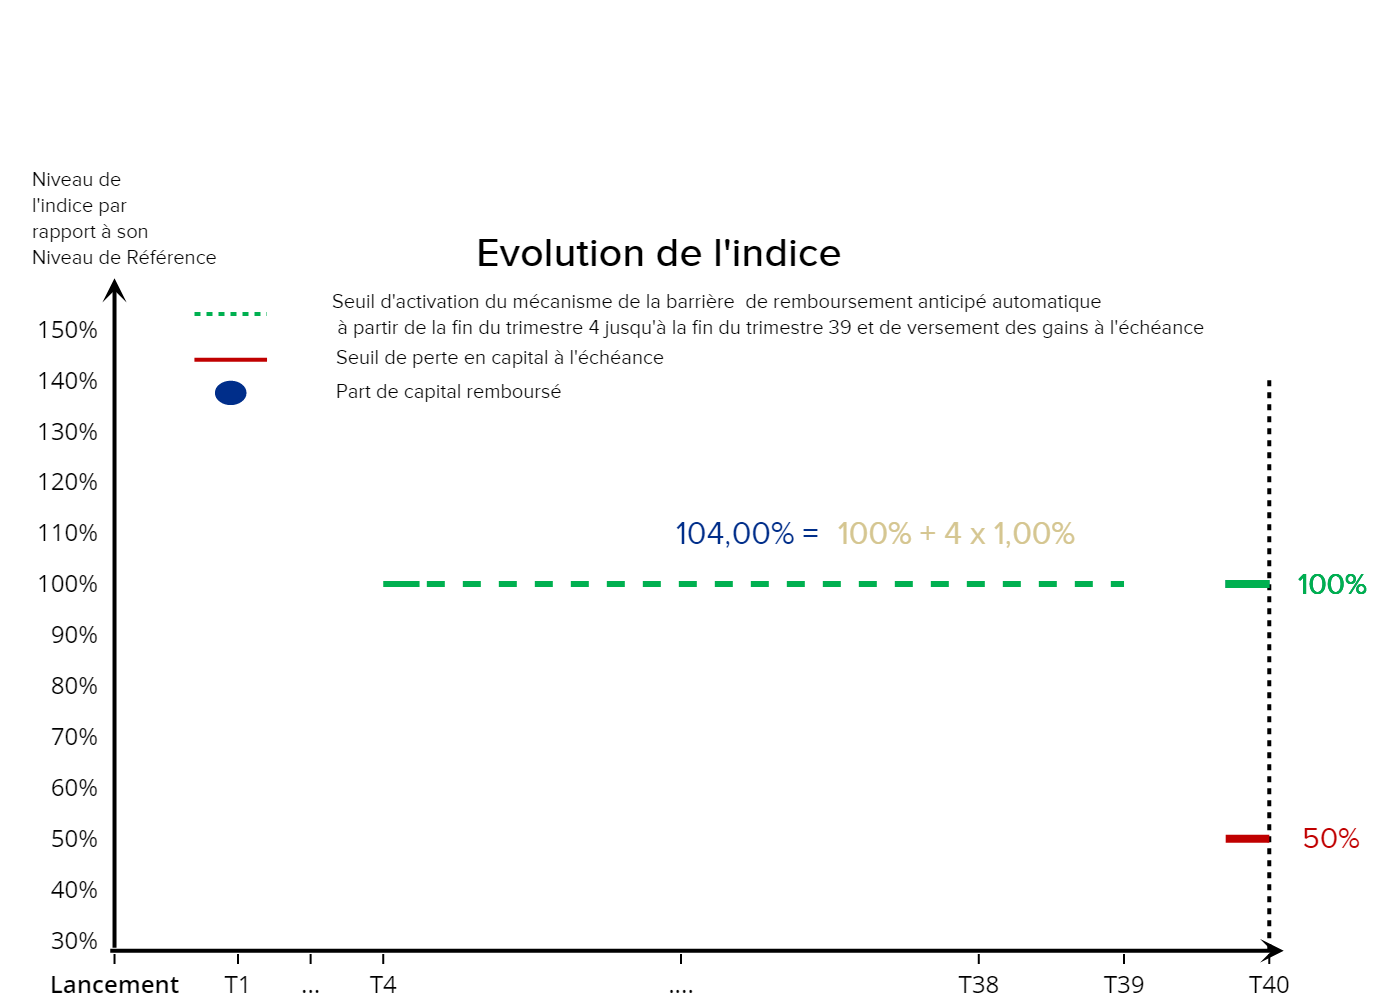 Niveau de
l'indice par
rapport à son
Niveau de Référence
Evolution de l'indice
Seuil d'activation du mécanisme de la barrière  de remboursement anticipé automatique
à partir de la fin du trimestre 4 jusqu'à la fin du trimestre 39 et de versement des gains à l'échéance
Seuil de perte en capital à l'échéance
Part de capital remboursé
150%
140%
130%
120%
110%
104,00% = 100% + 4 x 1,00%
100%
100%
90%
80%
70%
60%
50%
50%
40%
30%
Lancement T1 ... T4 .... T38 T39 T40